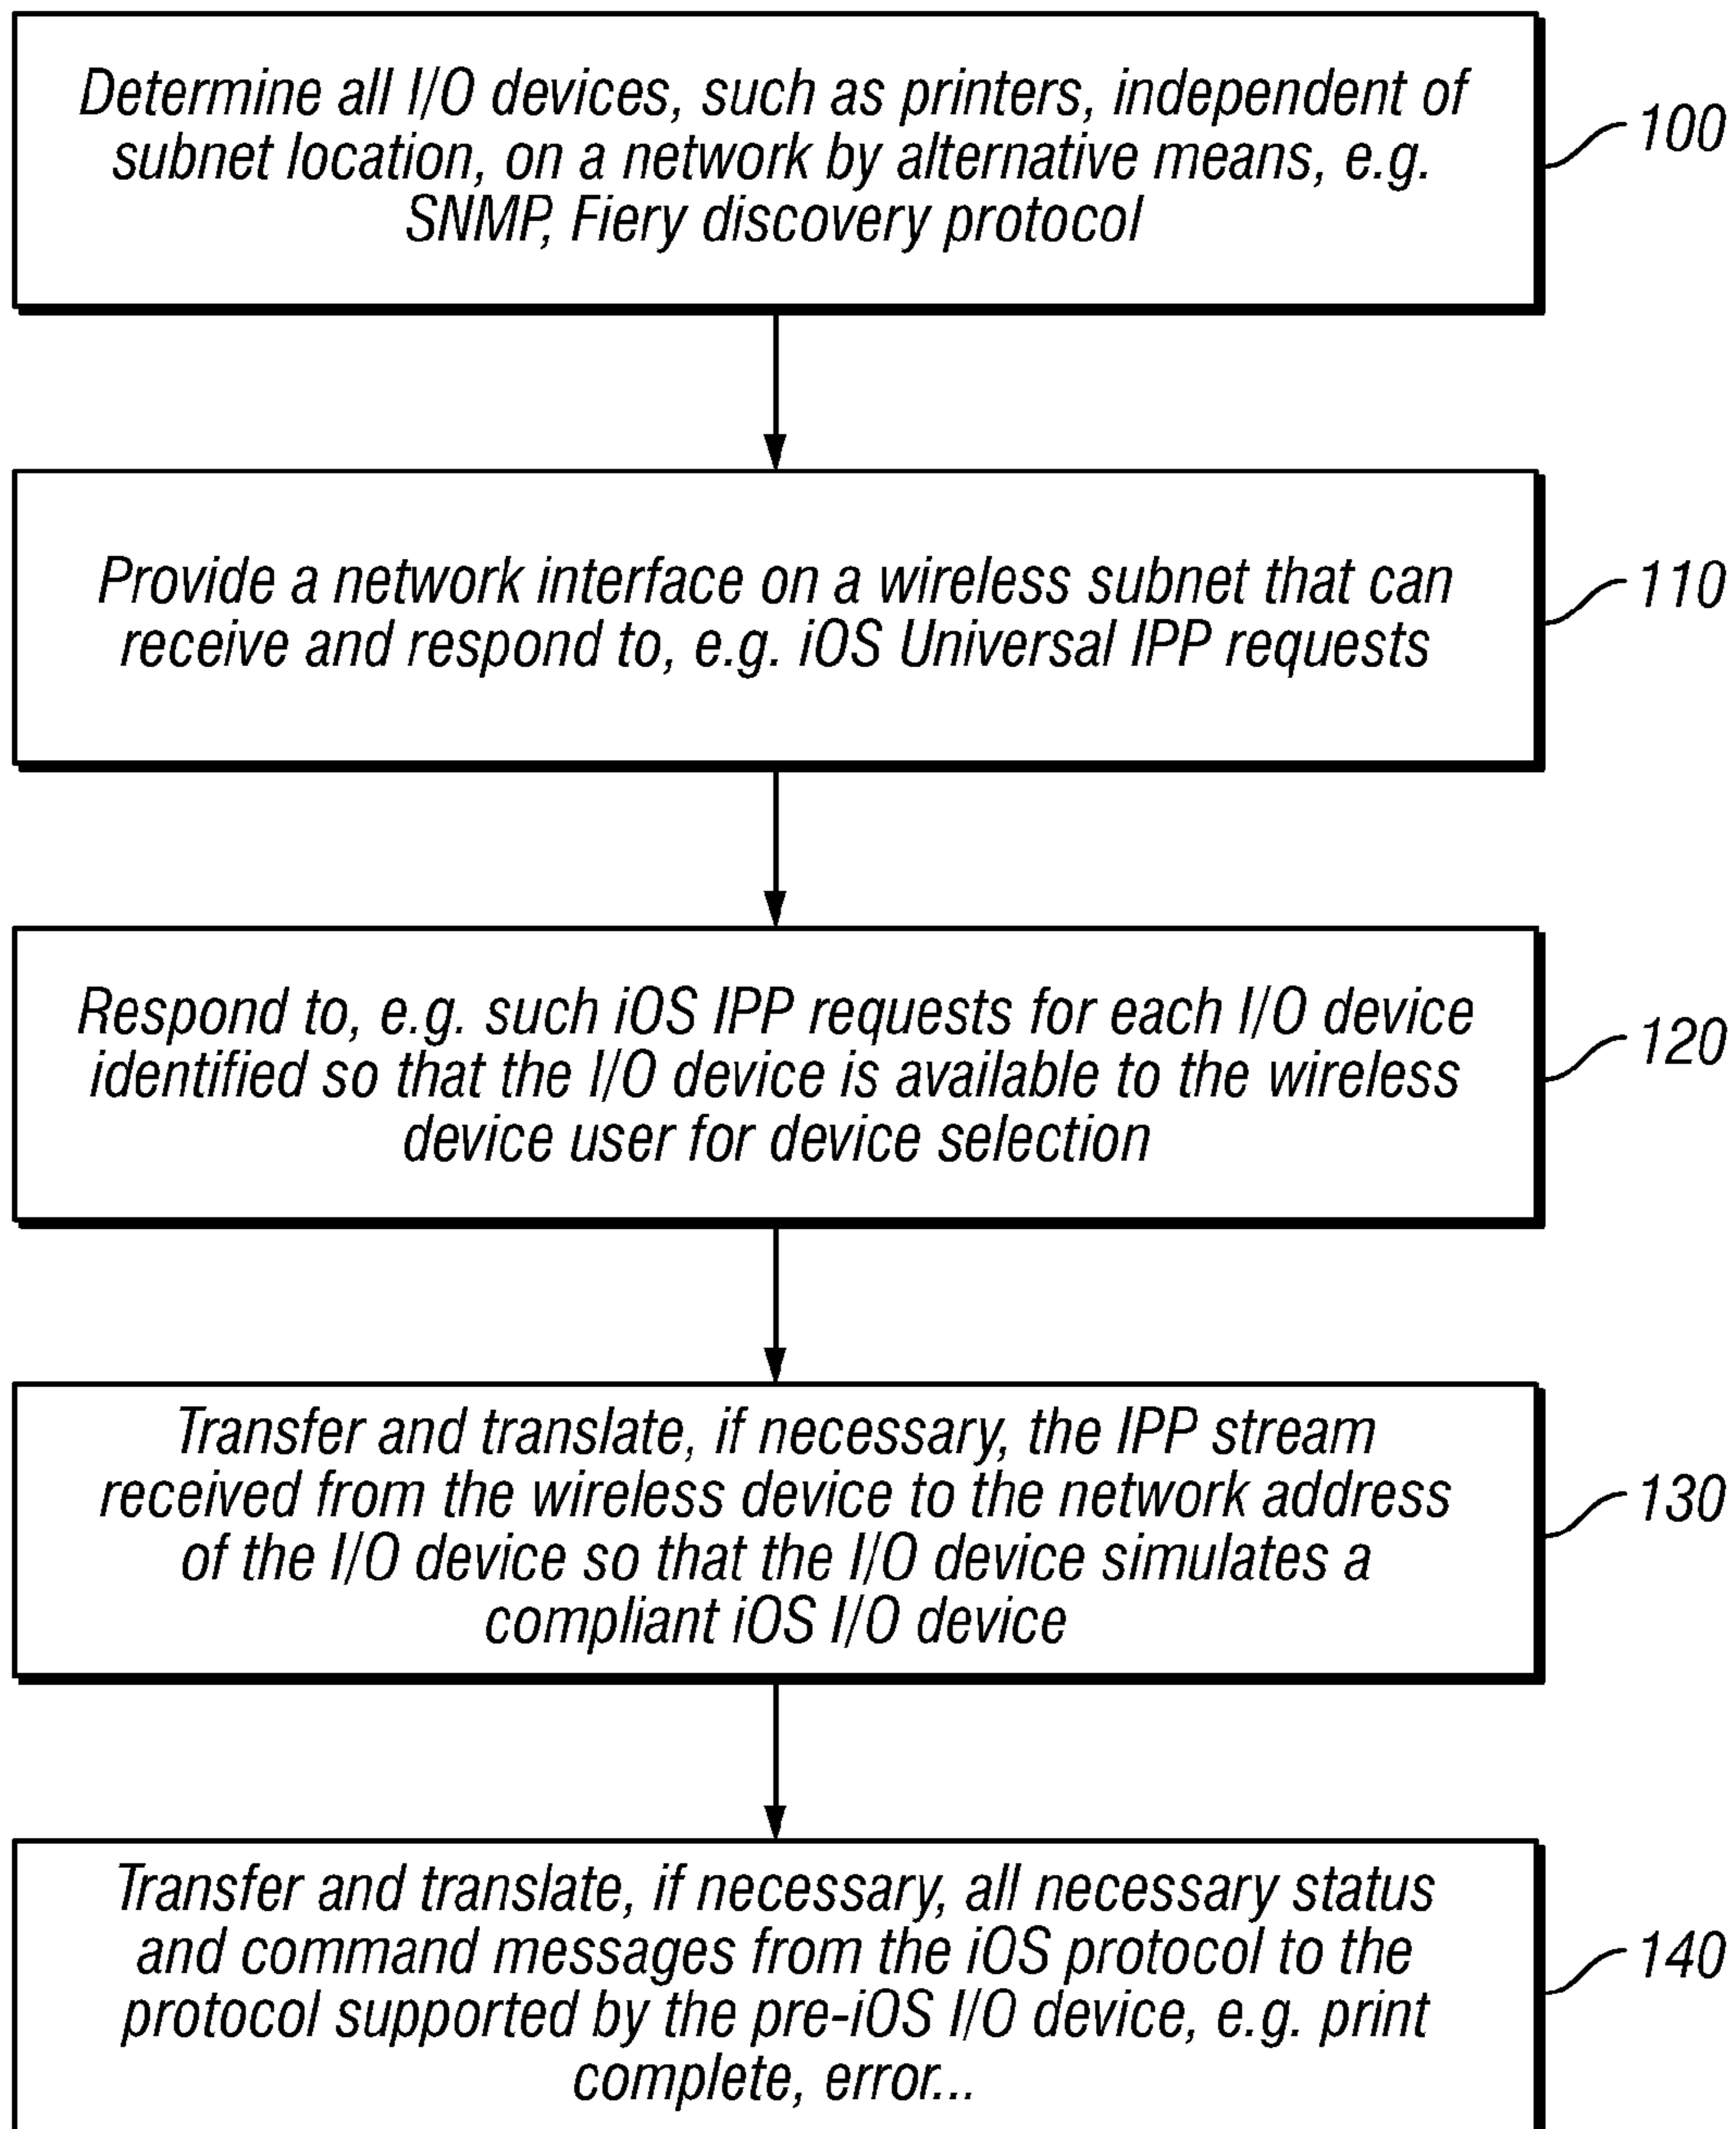 Determine all I/O devices, such as printers, independent of
subnet location, on a network by alternative means, e.g.
SNMP, Fiery discovery protocol
100
Provide a network interface on a wireless subnet that can
receive and respond to, e.g. iOS Universal IPP requests
110
Respond to, e.g. such iOS IPP requests for each I/O device
identified so that the I/O device is available to the wireless
device user for device selection
120
Transfer and translate, if necessary, the IPP stream
received from the wireless device to the network address
of the I/O device so that the I/O device simulates a
compliant iOS I/O device
130
Transfer and translate, if necessary, all necessary status
and command messages from the iOS protocol to the
protocol supported by the pre-iOS I/O device, e.g. print
complete, error...
140